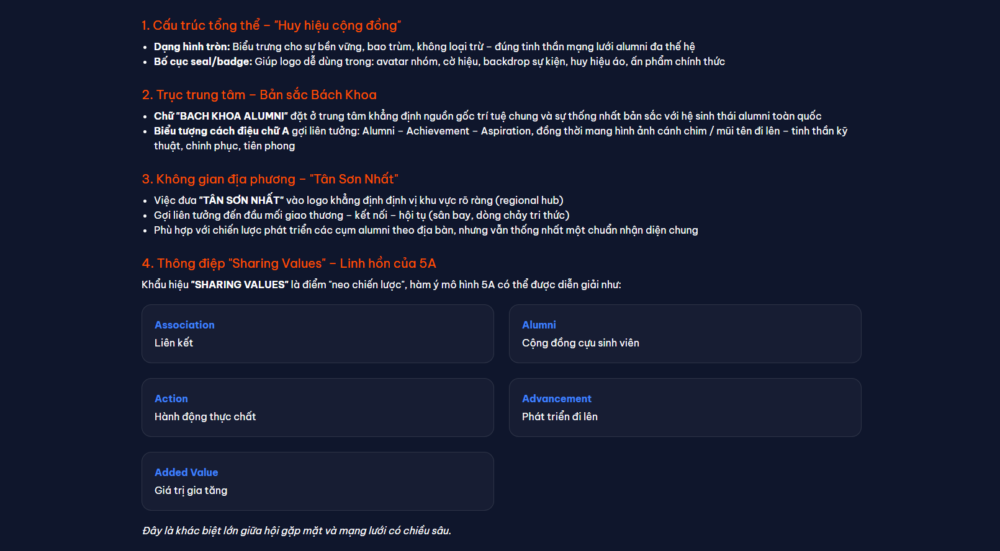 1. Cấu trúc tổng thể – "Huy hiệu cộng đồng"
• Dạng hình tròn: Biểu trưng cho sự bền vững, bao trùm, không loại trừ – đúng tinh thần mạng lưới alumni đa thế hệ
• Bố cục seal/badge: Giúp logo dễ dùng trong: avatar nhóm, cờ hiệu, backdrop sự kiện, huy hiệu áo, ấn phẩm chính thức
2. Trục trung tâm – Bản sắc Bách Khoa
• Chữ "BACH KHOA ALUMNI" đặt ở trung tâm khẳng định nguồn gốc trí tuệ chung và sự thống nhất bản sắc với hệ sinh thái alumni toàn quốc
• Biểu tượng cách điệu chữ A gợi liên tưởng: Alumni – Achievement – Aspiration, đồng thời mang hình ảnh cánh chim / mũi tên đi lên – tinh thần kỹ
thuật, chinh phục, tiên phong
3. Không gian địa phương – "Tân Sơn Nhất"
• Việc đưa "TÂN SƠN NHẤT" vào logo khẳng định định vị khu vực rõ ràng (regional hub)
• Gợi liên tưởng đến đầu mối giao thương – kết nối – hội tụ (sân bay, dòng chảy tri thức)
• Phù hợp với chiến lược phát triển các cụm alumni theo địa bàn, nhưng vẫn thống nhất một chuẩn nhận diện chung
4. Thông điệp "Sharing Values" – Linh hồn của 5A
Khẩu hiệu "SHARING VALUES" là điểm "neo chiến lược", hàm ý mô hình 5A có thể được diễn giải như:
Association
Liên kết
Alumni
Cộng đồng cựu sinh viên
Action
Hành động thực chất
Advancement
Phát triển đi lên
Added Value
Giá trị gia tăng
Đây là khác biệt lớn giữa hội gặp mặt và mạng lưới có chiều sâu.